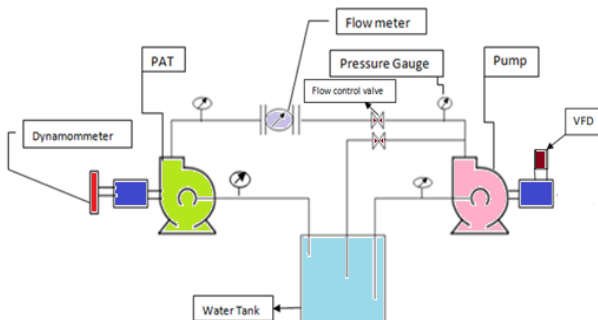 Flow meter
PAT
Pressure Gauge
Pump
Flow control valve
VFD
Dynamommeter
Water Tank